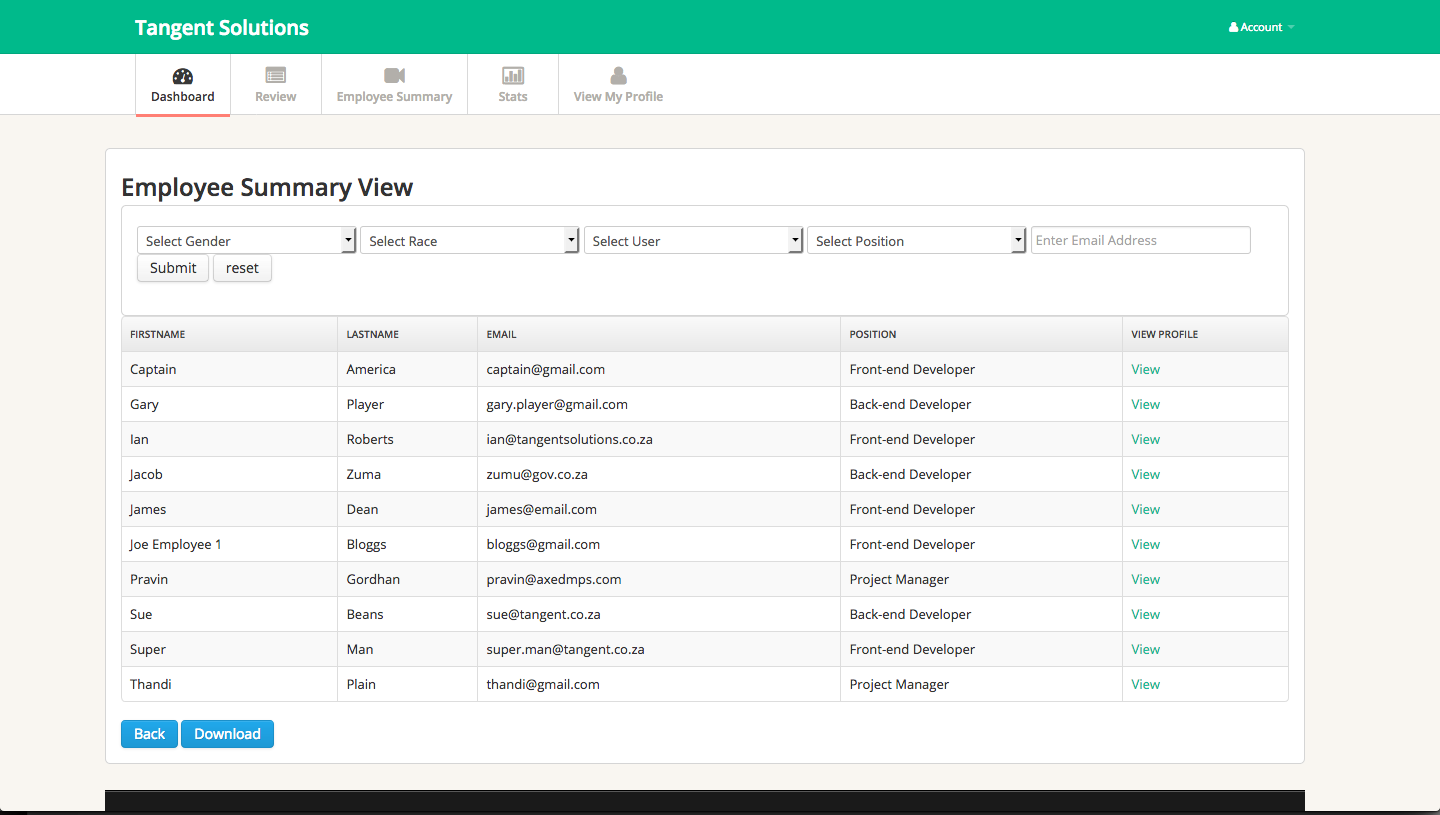 Tangent Solutions
Account
Dashboard Review Employee Summary Stats View My Profile
Employee Summary View
Select Gender Select Race Select User Select Position Enter Email Address
Submit reset
FIRSTNAME LASTNAME EMAIL POSITION VIEW PROFILE
Captain America captain@gmail.com Front-end Developer View
Gary Player gary.player@gmail.com Back-end Developer View
Ian Roberts ian@tangentsolutions.co.za Front-end Developer View
Jacob Zuma zumu@gov.co.za Back-end Developer View
James Dean james@email.com Front-end Developer View
Joe Employee 1 Bloggs bloggs@gmail.com Front-end Developer View
Pravin Gordhan pravin@axedmps.com Project Manager View
Sue Beans sue@tangent.co.za Back-end Developer View
Super Man super.man@tangent.co.za Front-end Developer View
Thandi Plain thandi@gmail.com Project Manager View
Back Download